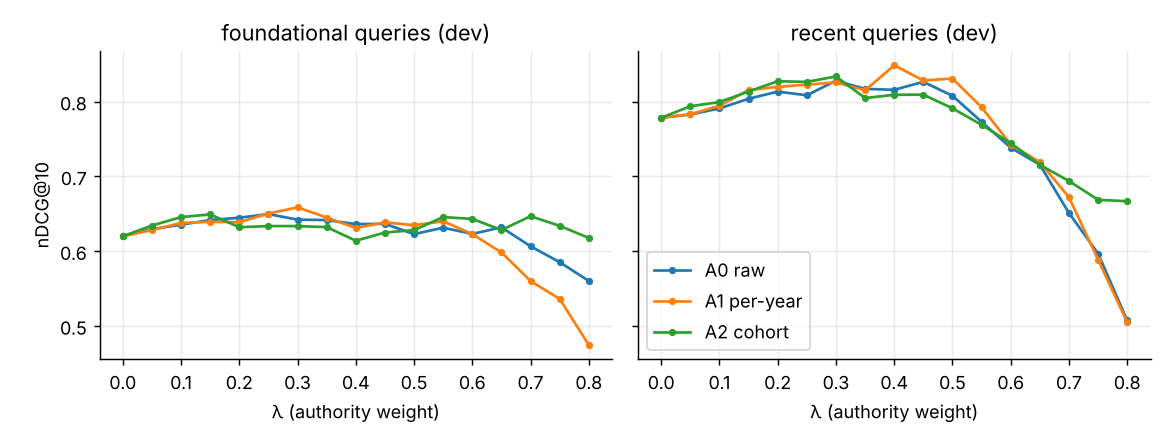 foundational queries (dev)
recent queries (dev)
nDCG@10
0.8
0.7
0.6
0.5
0.0 0.1 0.2 0.3 0.4 0.5 0.6 0.7 0.8
λ (authority weight)
A0 raw
A1 per-year
A2 cohort
0.0 0.1 0.2 0.3 0.4 0.5 0.6 0.7 0.8
λ (authority weight)